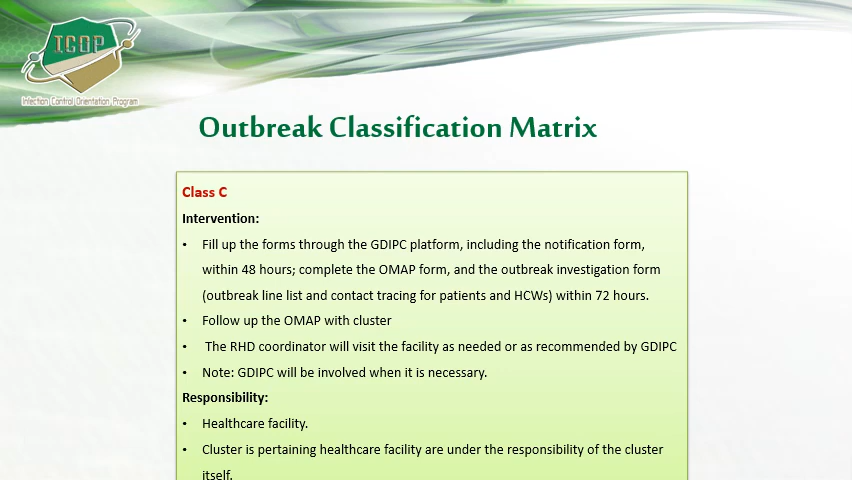 ICOP
Infection Control Orientation Program
Outbreak Classification Matrix
Class C
Intervention:
• Fill up the forms through the GDIPC platform, including the notification form,
within 48 hours; complete the OMAP form, and the outbreak investigation form
(outbreak line list and contact tracing for patients and HCWs) within 72 hours.
• Follow up the OMAP with cluster
• The RHD coordinator will visit the facility as needed or as recommended by GDIPC
• Note: GDIPC will be involved when it is necessary.
Responsibility:
• Healthcare facility.
• Cluster is pertaining healthcare facility are under the responsibility of the cluster
itself.